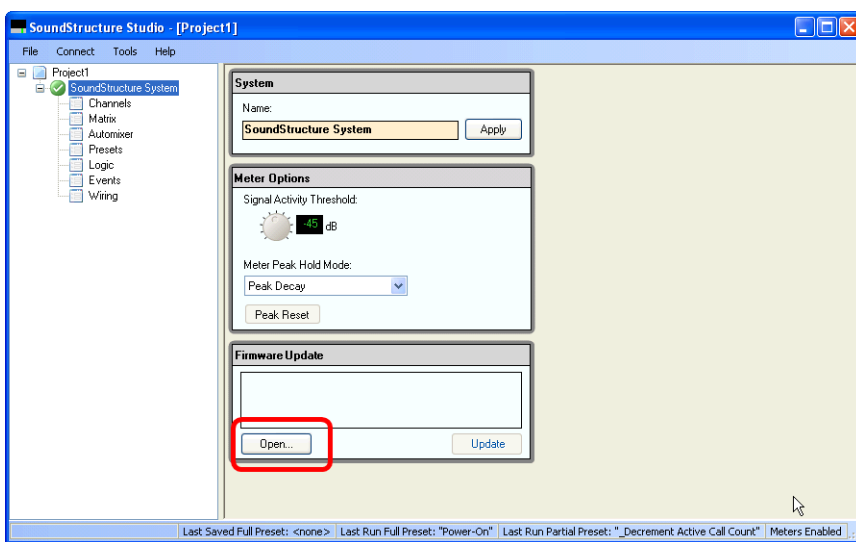 SoundStructure Studio - [Project1]
File Connect Tools Help
Project1
SoundStructure System
Channels
Matrix
Automixer
Presets
Logic
Events
Wiring
System
Name:
SoundStructure System Apply
Meter Options
Signal Activity Threshold:
-45 dB
Meter Peak Hold Mode:
Peak Decay
Peak Reset
Firmware Update
Open... Update
Last Saved Full Preset: <none> Last Run Full Preset: "Power-On" Last Run Partial Preset: "_Decrement Active Call Count" Meters Enabled